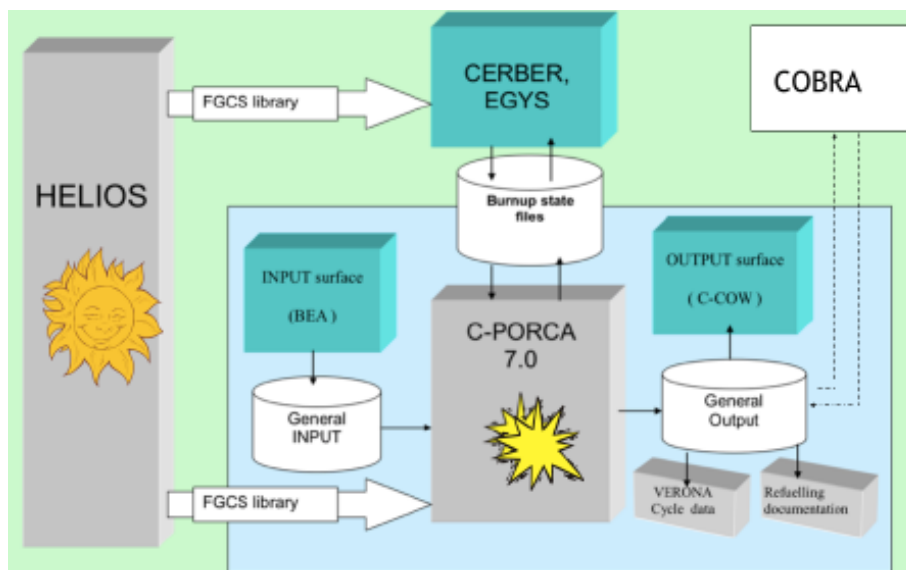 HELIOS
FGCS library
CERBER,
EGYS
COBRA
Burnup state
files
INPUT surface
(BEA )
General
INPUT
C-PORCA
7.0
OUTPUT surface
( C-COW )
General
Output
VERONA
Cycle data
Refuelling
documentation
FGCS library